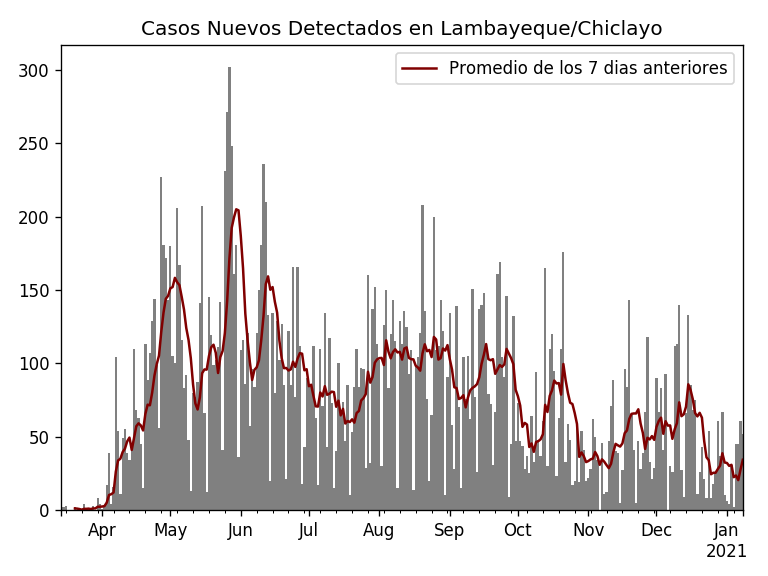 Casos Nuevos Detectados en Lambayeque/Chiclayo
Promedio de los 7 dias anteriores
300
250
200
150
100
50
0
Apr May Jun Jul Aug Sep Oct Nov Dec Jan
2021